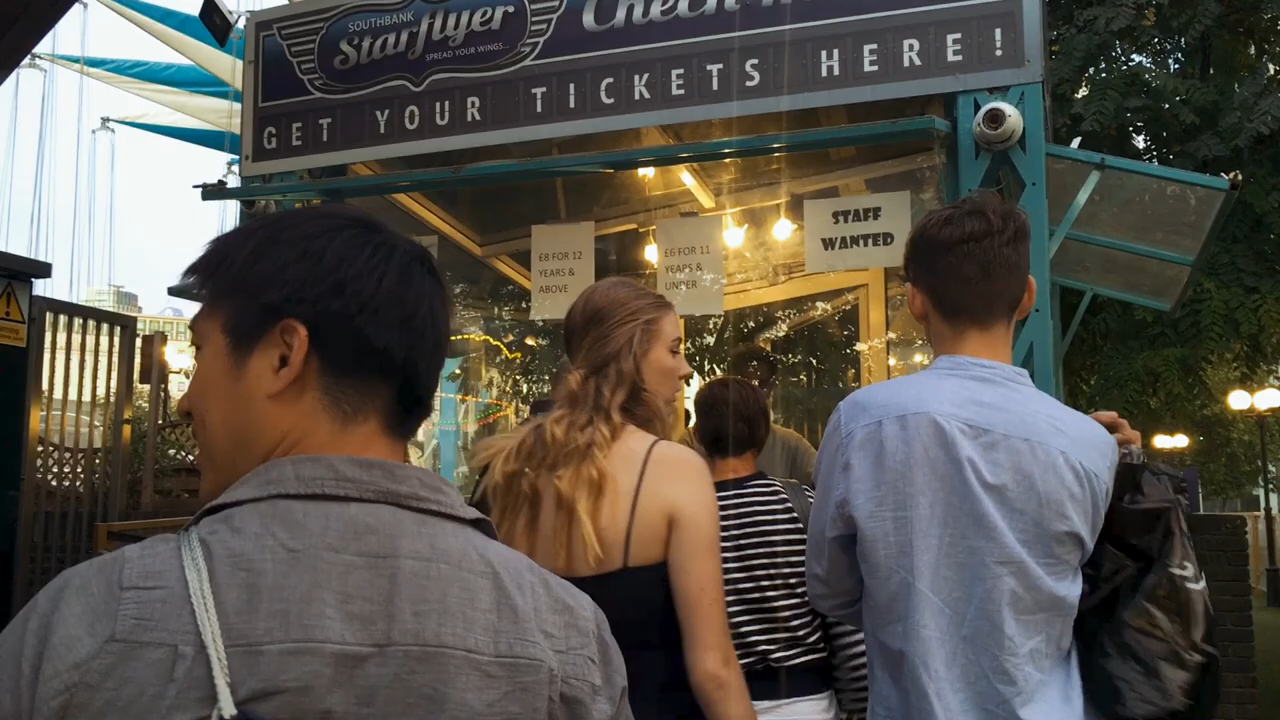 SOUTHBANK
Starflyer
SPREAD YOUR WINGS...
GET YOUR TICKETS HERE!
£8 FOR 12
YEARS &
ABOVE
£6 FOR 11
YEARS &
UNDER
STAFF
WANTED